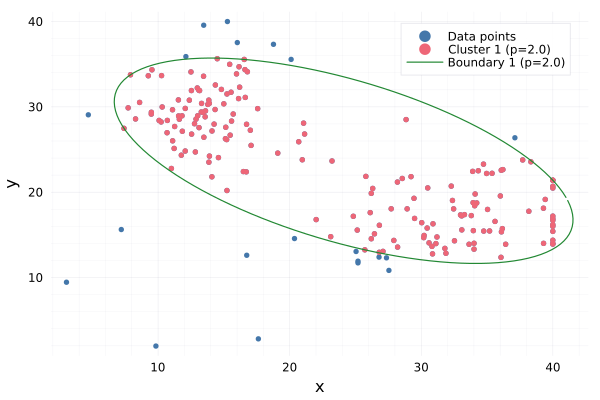 40
Data points
Cluster 1 (p=2.0)
Boundary 1 (p=2.0)
30
y
20
10
10 20 30 40
x